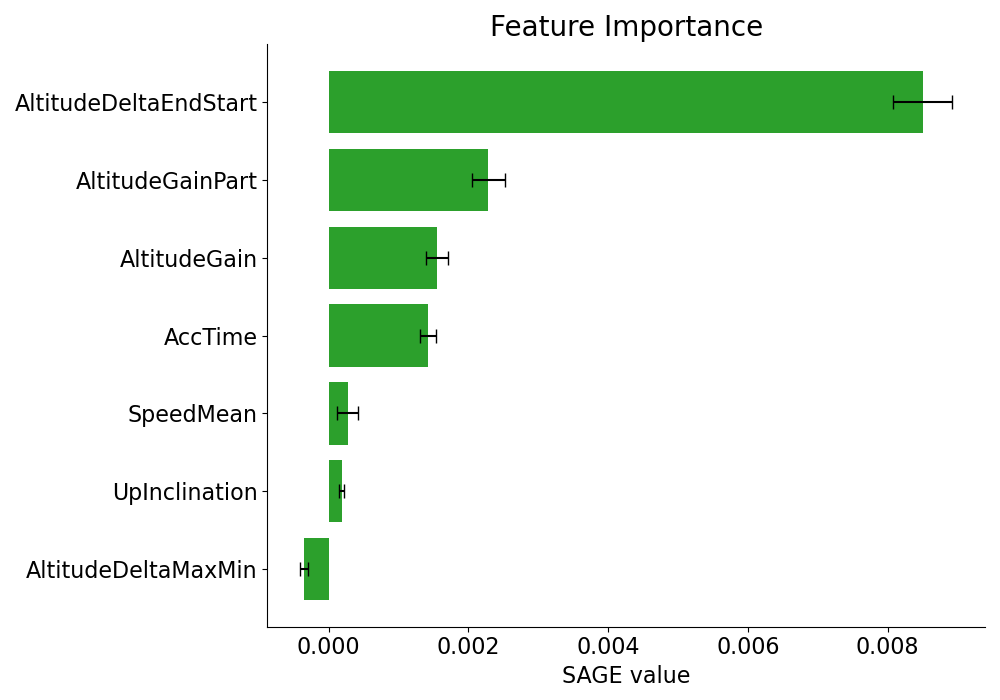 Feature Importance
AltitudeDeltaEndStart
AltitudeGainPart
AltitudeGain
AccTime
SpeedMean
UpInclination
AltitudeDeltaMaxMin
0.000 0.002 0.004 0.006 0.008
SAGE value